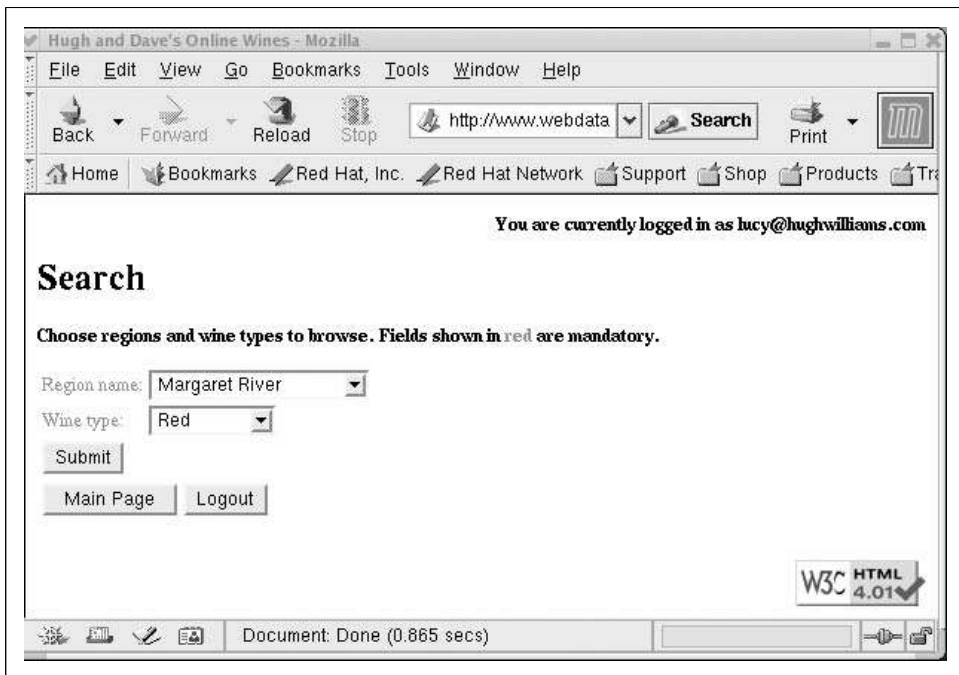 Hugh and Dave's Online Wines - Mozilla
File Edit View Go Bookmarks Tools Window Help
Back Forward Reload Stop http://www.webdata Search Print
Home Bookmarks Red Hat, Inc. Red Hat Network Support Shop Products Tra
You are currently logged in as lucy@hughwilliams.com
Search
Choose regions and wine types to browse. Fields shown in red are mandatory.
Region name: Margaret River
Wine type: Red
Submit
Main Page Logout
W3C HTML 4.01
Document: Done (0.865 secs)